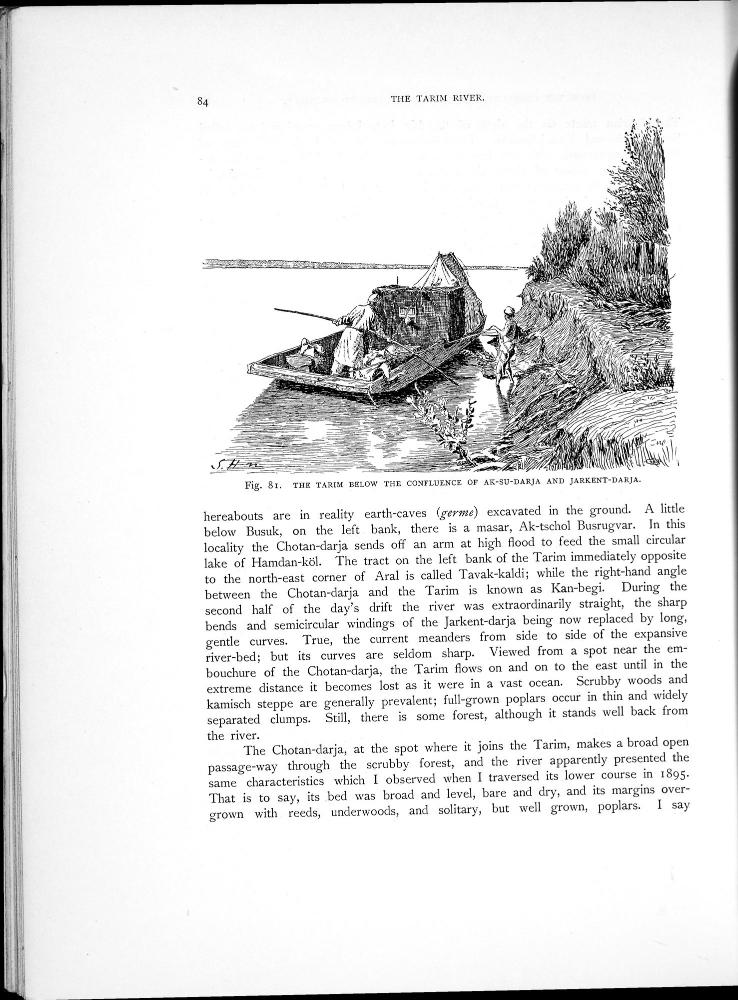 84
THE TARIM RIVER.
S. H-n
Fig. 81. THE TARIM BELOW THE CONFLUENCE OF AK-SU-DARJA AND JARKENT-DARJA.
hereabouts are in reality earth-caves (germe) excavated in the ground. A little
below Busuk, on the left bank, there is a masar, Ak-tschol Busrugvar. In this
locality the Chotan-darja sends off an arm at high flood to feed the small circular
lake of Hamdan-köl. The tract on the left bank of the Tarim immediately opposite
to the north-east corner of Aral is called Tavak-kaldi; while the right-hand angle
between the Chotan-darja and the Tarim is known as Kan-begi. During the
second half of the day's drift the river was extraordinarily straight, the sharp
bends and semicircular windings of the Jarkent-darja being now replaced by long,
gentle curves. True, the current meanders from side to side of the expansive
river-bed; but its curves are seldom sharp. Viewed from a spot near the em-
bouchure of the Chotan-darja, the Tarim flows on and on to the east until in the
extreme distance it becomes lost as it were in a vast ocean. Scrubby woods and
kamisch steppe are generally prevalent; full-grown poplars occur in thin and widely
separated clumps. Still, there is some forest, although it stands well back from
the river.
The Chotan-darja, at the spot where it joins the Tarim, makes a broad open
passage-way through the scrubby forest, and the river apparently presented the
same characteristics which I observed when I traversed its lower course in 1895.
That is to say, its bed was broad and level, bare and dry, and its margins over-
grown with reeds, underwoods, and solitary, but well grown, poplars. I say